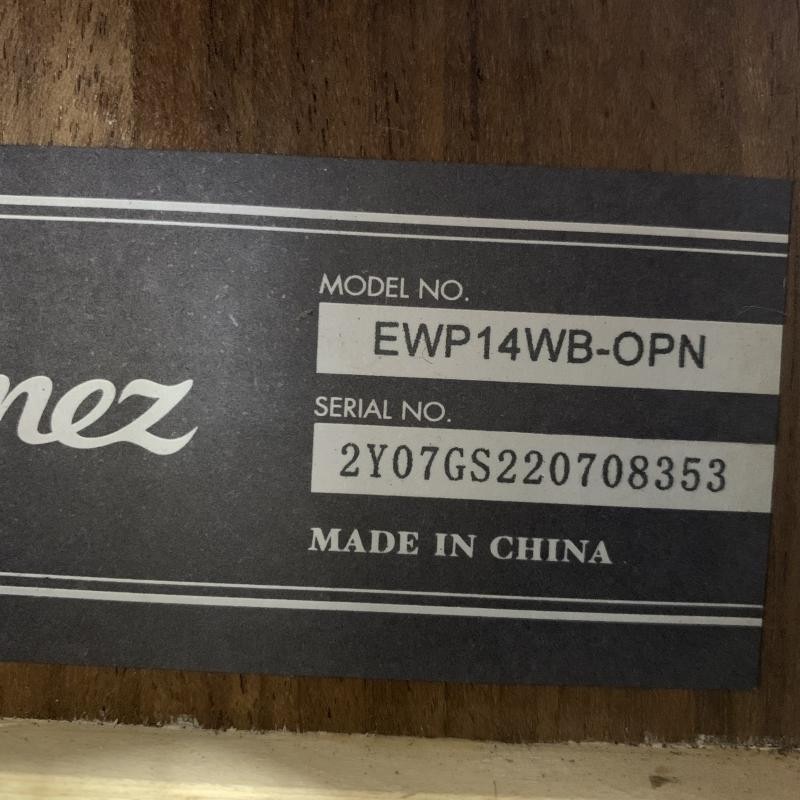 nez
MODEL NO.
EWP14WB-OPN
SERIAL NO.
2Y07GS220708353
MADE IN CHINA